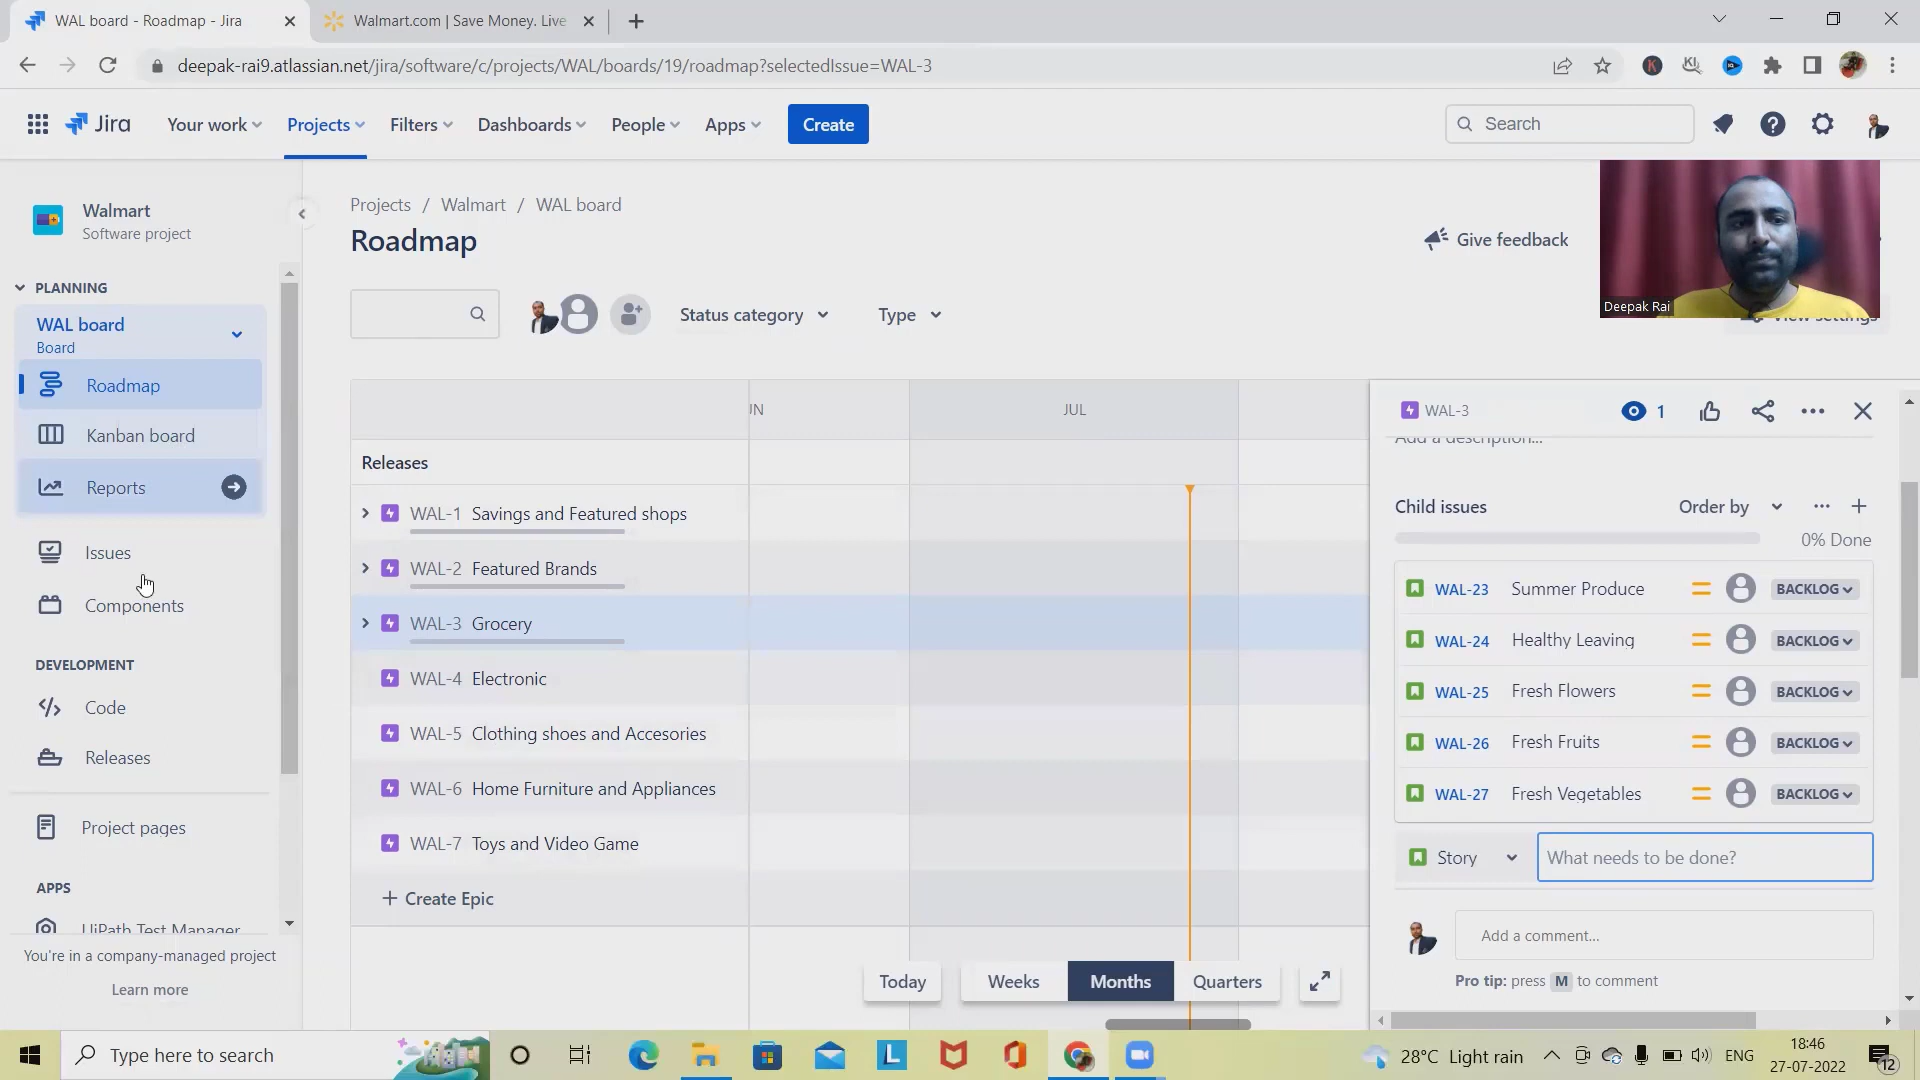 WAL board - Roadmap - Jira
Walmart.com | Save Money. Live
deepak-rai9.atlassian.net/jira/software/c/projects/WAL/boards/19/roadmap?selectedIssue=WAL-3
Jira
Your work
Projects
Filters
Dashboards
People
Apps
Create
Search
Walmart
Software project
Projects / Walmart / WAL board
Roadmap
Give feedback
Deepak Rai
View settings
PLANNING
WAL board
Board
Roadmap
Kanban board
Reports
Issues
Components
DEVELOPMENT
Code
Releases
Project pages
APPS
UiPath Test Manager
You're in a company-managed project
Learn more
Status category
Type
JUL
Releases
WAL-1 Savings and Featured shops
WAL-2 Featured Brands
WAL-3 Grocery
WAL-4 Electronic
WAL-5 Clothing shoes and Accesories
WAL-6 Home Furniture and Appliances
WAL-7 Toys and Video Game
+ Create Epic
Today
Weeks
Months
Quarters
WAL-3
1
Add a description...
Child issues
Order by
0% Done
WAL-23 Summer Produce BACKLOG
WAL-24 Healthy Leaving BACKLOG
WAL-25 Fresh Flowers BACKLOG
WAL-26 Fresh Fruits BACKLOG
WAL-27 Fresh Vegetables BACKLOG
Story
What needs to be done?
Add a comment...
Pro tip: press M to comment
Type here to search
28°C Light rain
ENG
18:46
27-07-2022
12